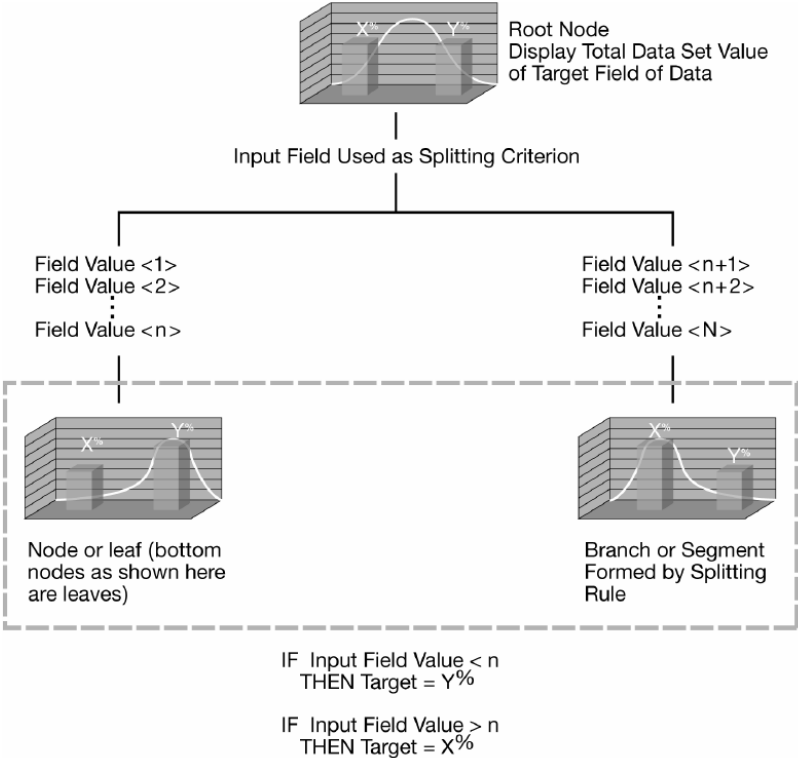 X%
Y%
Root Node
Display Total Data Set Value
of Target Field of Data
Input Field Used as Splitting Criterion
Field Value <1>
Field Value <2>
Field Value <n>
Field Value <n+1>
Field Value <n+2>
Field Value <N>
X%
Y%
Node or leaf (bottom
nodes as shown here
are leaves)
X%
Y%
Branch or Segment
Formed by Splitting
Rule
IF Input Field Value < n
THEN Target = Y%
IF Input Field Value > n
THEN Target = X%